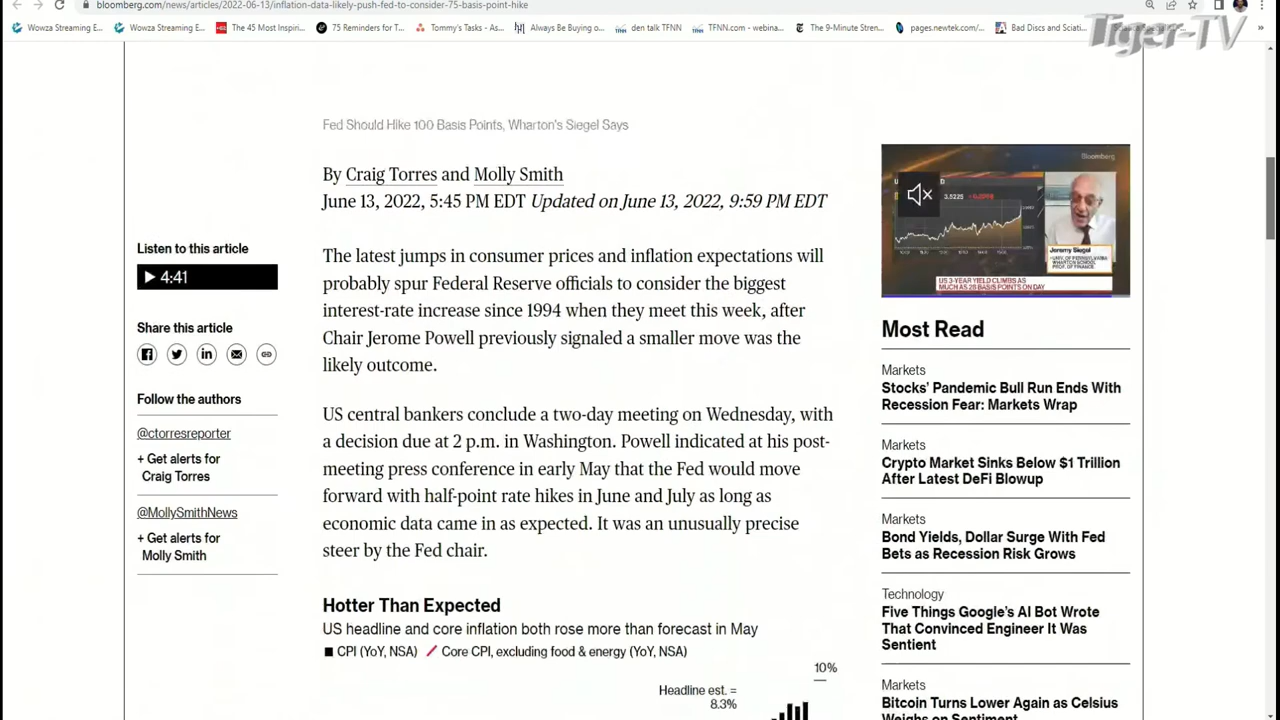 bloomberg.com/news/articles/2022-06-13/inflation-data-likely-push-fed-to-consider-75-basis-point-hike
Wowza Streaming E...
Wowza Streaming E...
The 45 Most Inspiri...
75 Reminders for T...
Tommy's Tasks - As...
Always Be Buying o...
den talk TFNN
TFNN.com - webina...
The 9-Minute Stren...
pages.newtek.com/...
Bad Discs and Sciati...
Tiger-TV
Fed Should Hike 100 Basis Points, Wharton's Siegel Says
By Craig Torres and Molly Smith
June 13, 2022, 5:45 PM EDT Updated on June 13, 2022, 9:59 PM EDT
Listen to this article
4:41
Share this article
Follow the authors
@ctorresreporter
+ Get alerts for
Craig Torres
@MollySmithNews
+ Get alerts for
Molly Smith
The latest jumps in consumer prices and inflation expectations will
probably spur Federal Reserve officials to consider the biggest
interest-rate increase since 1994 when they meet this week, after
Chair Jerome Powell previously signaled a smaller move was the
likely outcome.
US central bankers conclude a two-day meeting on Wednesday, with
a decision due at 2 p.m. in Washington. Powell indicated at his post-
meeting press conference in early May that the Fed would move
forward with half-point rate hikes in June and July as long as
economic data came in as expected. It was an unusually precise
steer by the Fed chair.
Hotter Than Expected
US headline and core inflation both rose more than forecast in May
CPI (YoY, NSA) Core CPI, excluding food & energy (YoY, NSA)
10%
Headline est. =
8.3%
Bloomberg
Jeremy Siegel
UNIV. OF PENNSYLVANIA
WHARTON SCHOOL
PROF. OF FINANCE
US 3-YEAR YIELD CLIMBS AS
MUCH AS 28 BASIS POINTS ON DAY
Most Read
Markets
Stocks' Pandemic Bull Run Ends With
Recession Fear: Markets Wrap
Markets
Crypto Market Sinks Below $1 Trillion
After Latest DeFi Blowup
Markets
Bond Yields, Dollar Surge With Fed
Bets as Recession Risk Grows
Technology
Five Things Google's AI Bot Wrote
That Convinced Engineer It Was
Sentient
Markets
Bitcoin Turns Lower Again as Celsius
Weighs on Sentiment